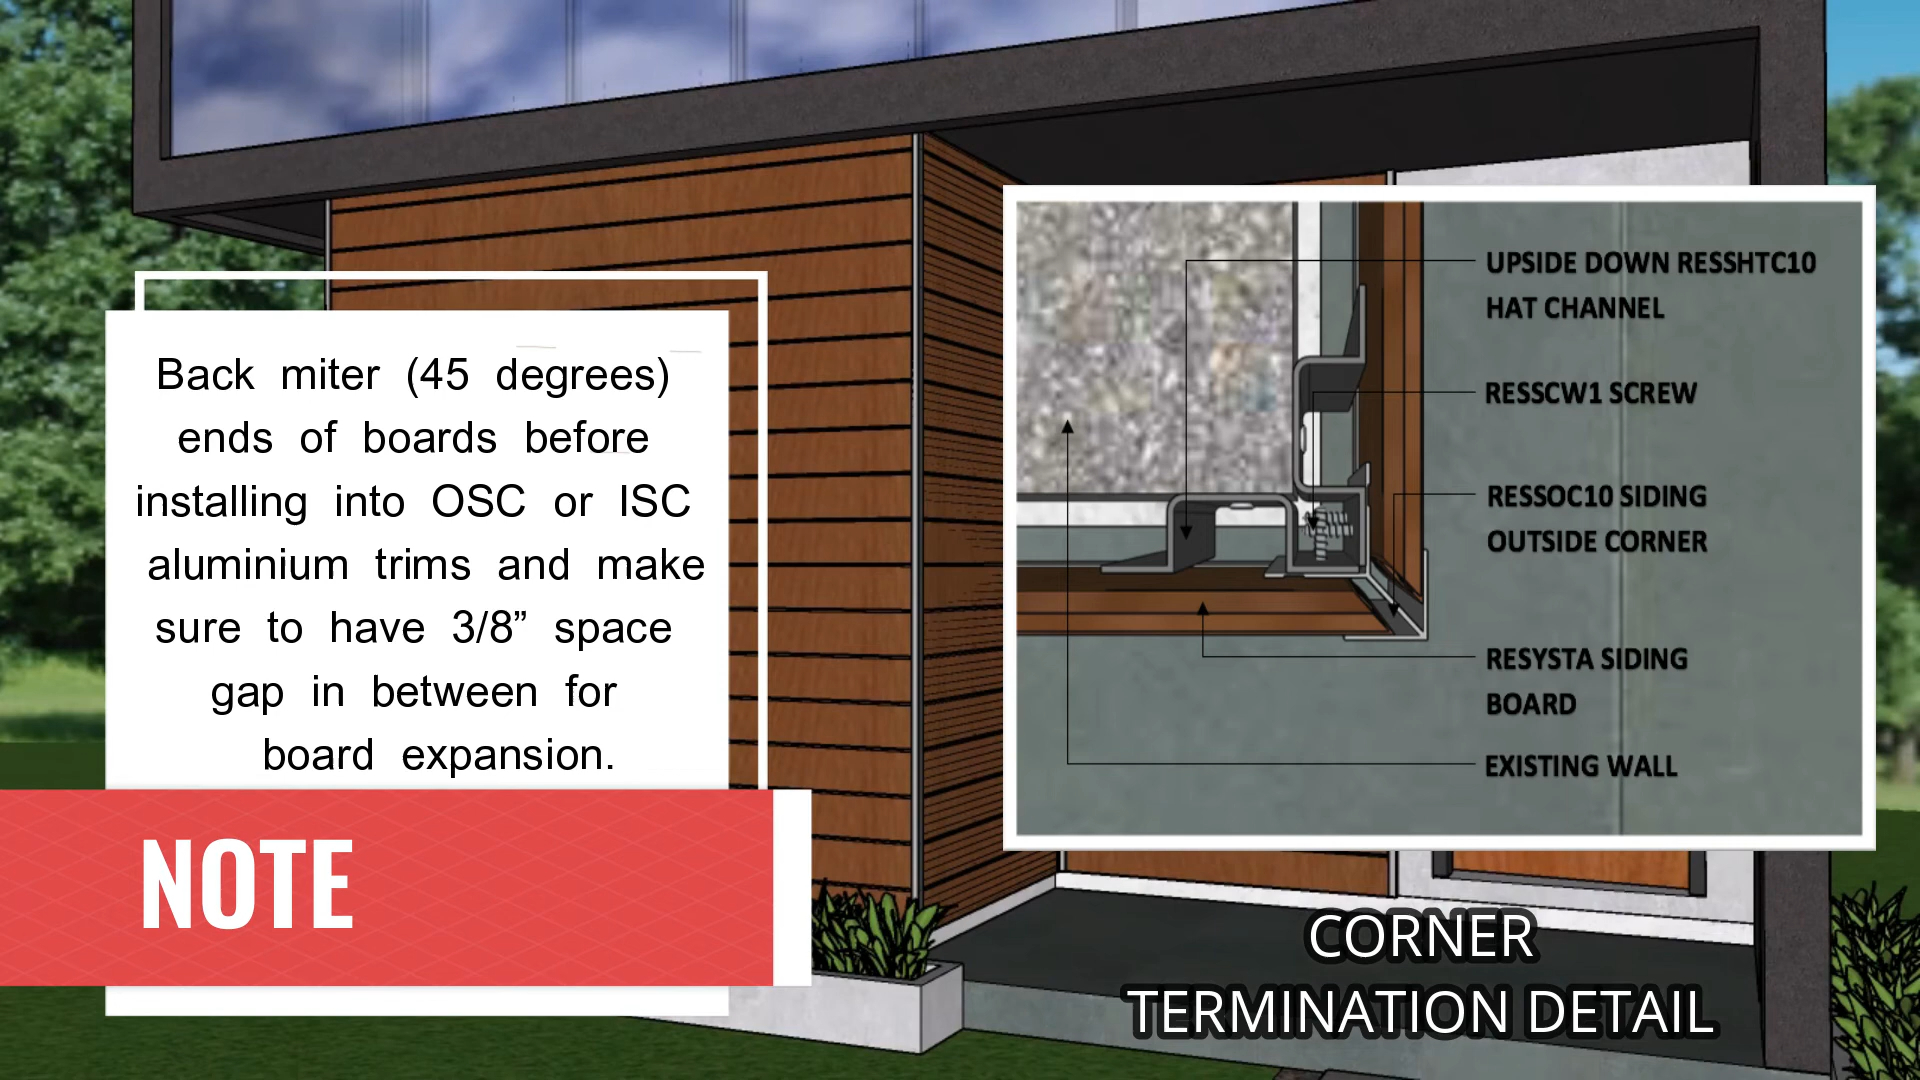 Back miter (45 degrees)
ends of boards before
installing into OSC or ISC
aluminium trims and make
sure to have 3/8” space
gap in between for
board expansion.
NOTE
UPSIDE DOWN RESSHTC10
HAT CHANNEL
RESSCW1 SCREW
RESSOC10 SIDING
OUTSIDE CORNER
RESYSTA SIDING
BOARD
EXISTING WALL
CORNER
TERMINATION DETAIL